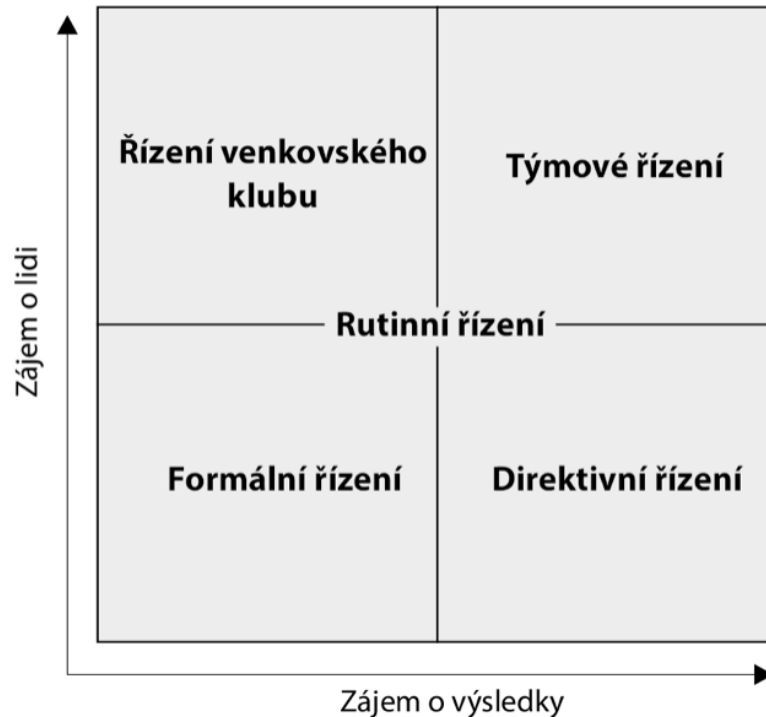 Řízení venkovského
klubu
Týmové řízení
Zájem o lidi
Rutinní řízení
Formální řízení
Direktivní řízení
Zájem o výsledky